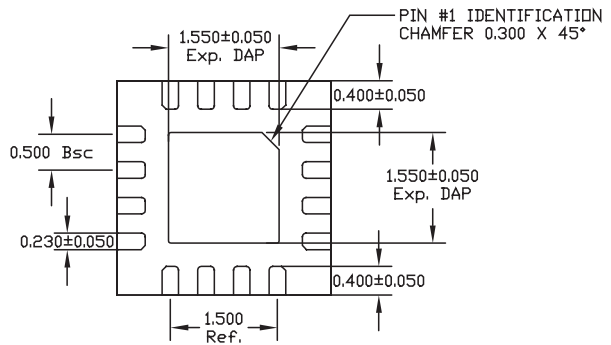 PIN #1 IDENTIFICATION
CHAMFER 0.300 X 45°
1.550±0.050
Exp. DAP
0.400±0.050
0.500 Bsc
1.550±0.050
Exp. DAP
0.230±0.050
0.400±0.050
1.500
Ref.